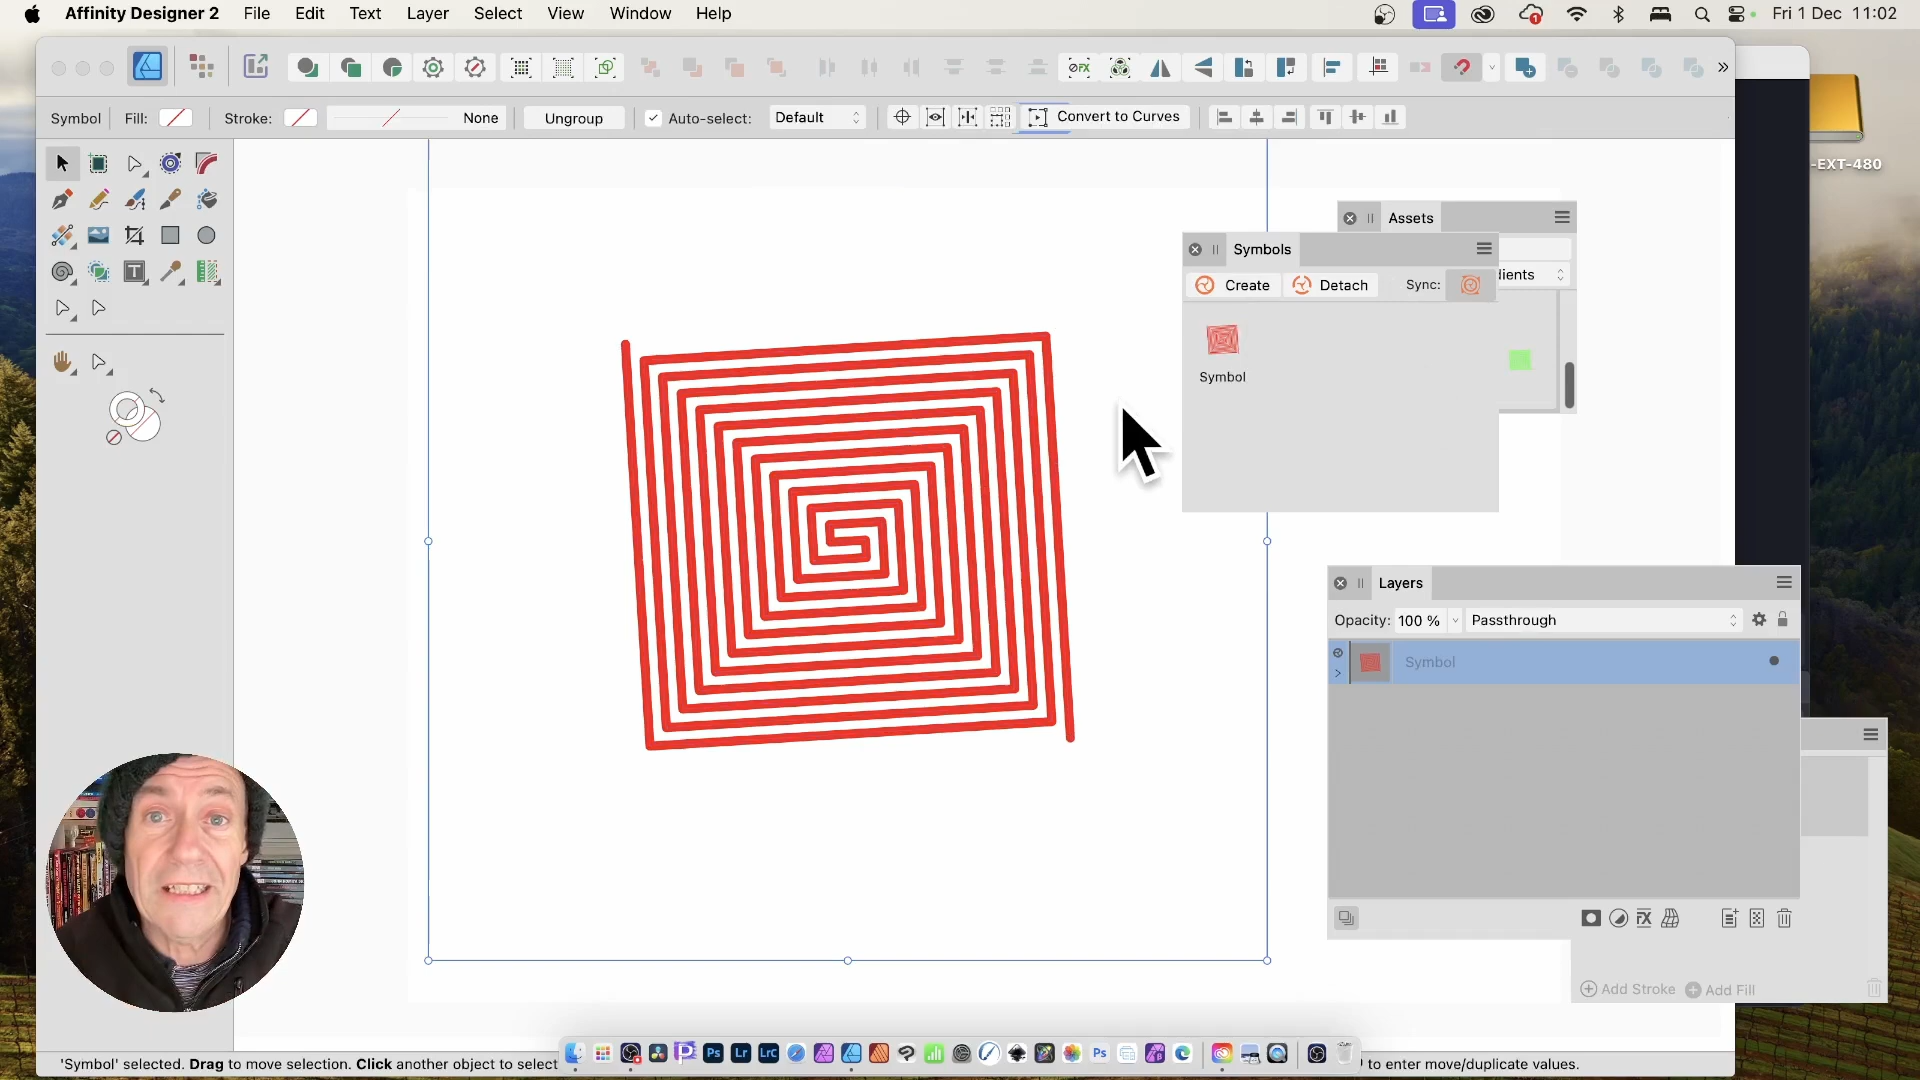 Affinity Designer 2 File Edit Text Layer Select View Window Help
Fri 1 Dec 11:02
Symbol Fill: Stroke: None Ungroup Auto-select: Default Convert to Curves
-EXT-480
Assets
Symbols
Create Detach Sync:
dients
Symbol
Layers
Opacity: 100 % Passthrough
Symbol
Add Stroke Add Fill
'Symbol' selected. Drag to move selection. Click another object to select
to enter move/duplicate values.